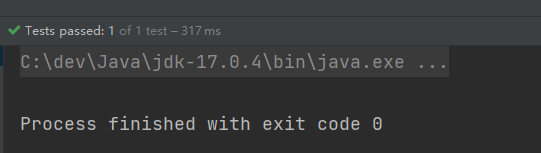 Tests passed: 1 of 1 test – 317 ms
C:\dev\Java\jdk-17.0.4\bin\java.exe ...
Process finished with exit code 0